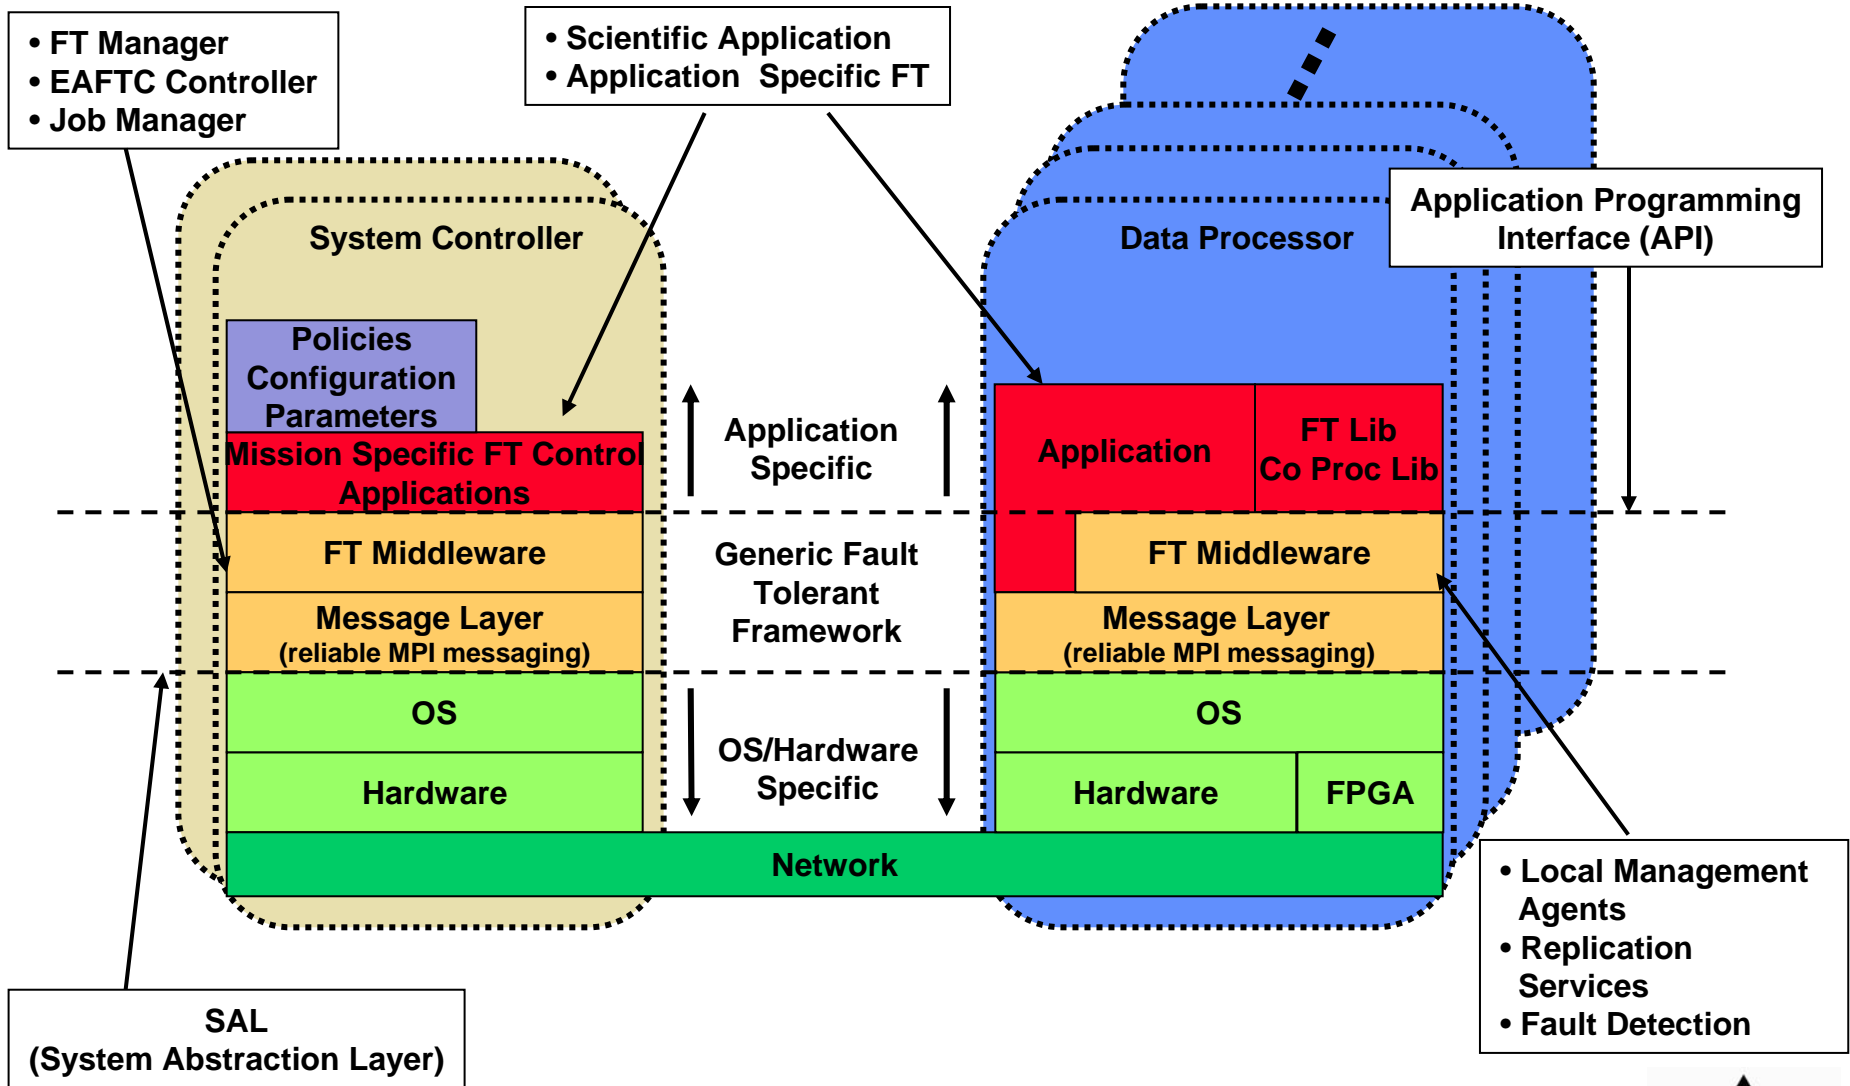 • FT Manager
• EAFTC Controller
• Job Manager
• Scientific Application
• Application Specific FT
Application Programming
Interface (API)
System Controller
Data Processor
Policies
Configuration
Parameters
Mission Specific FT Control
Applications
Application
Specific
Application
FT Lib
Co Proc Lib
FT Middleware
Generic Fault
Tolerant
Framework
FT Middleware
Message Layer
(reliable MPI messaging)
Message Layer
(reliable MPI messaging)
OS
OS/Hardware
Specific
OS
Hardware
Hardware
FPGA
Network
• Local Management
Agents
• Replication
Services
• Fault Detection
SAL
(System Abstraction Layer)